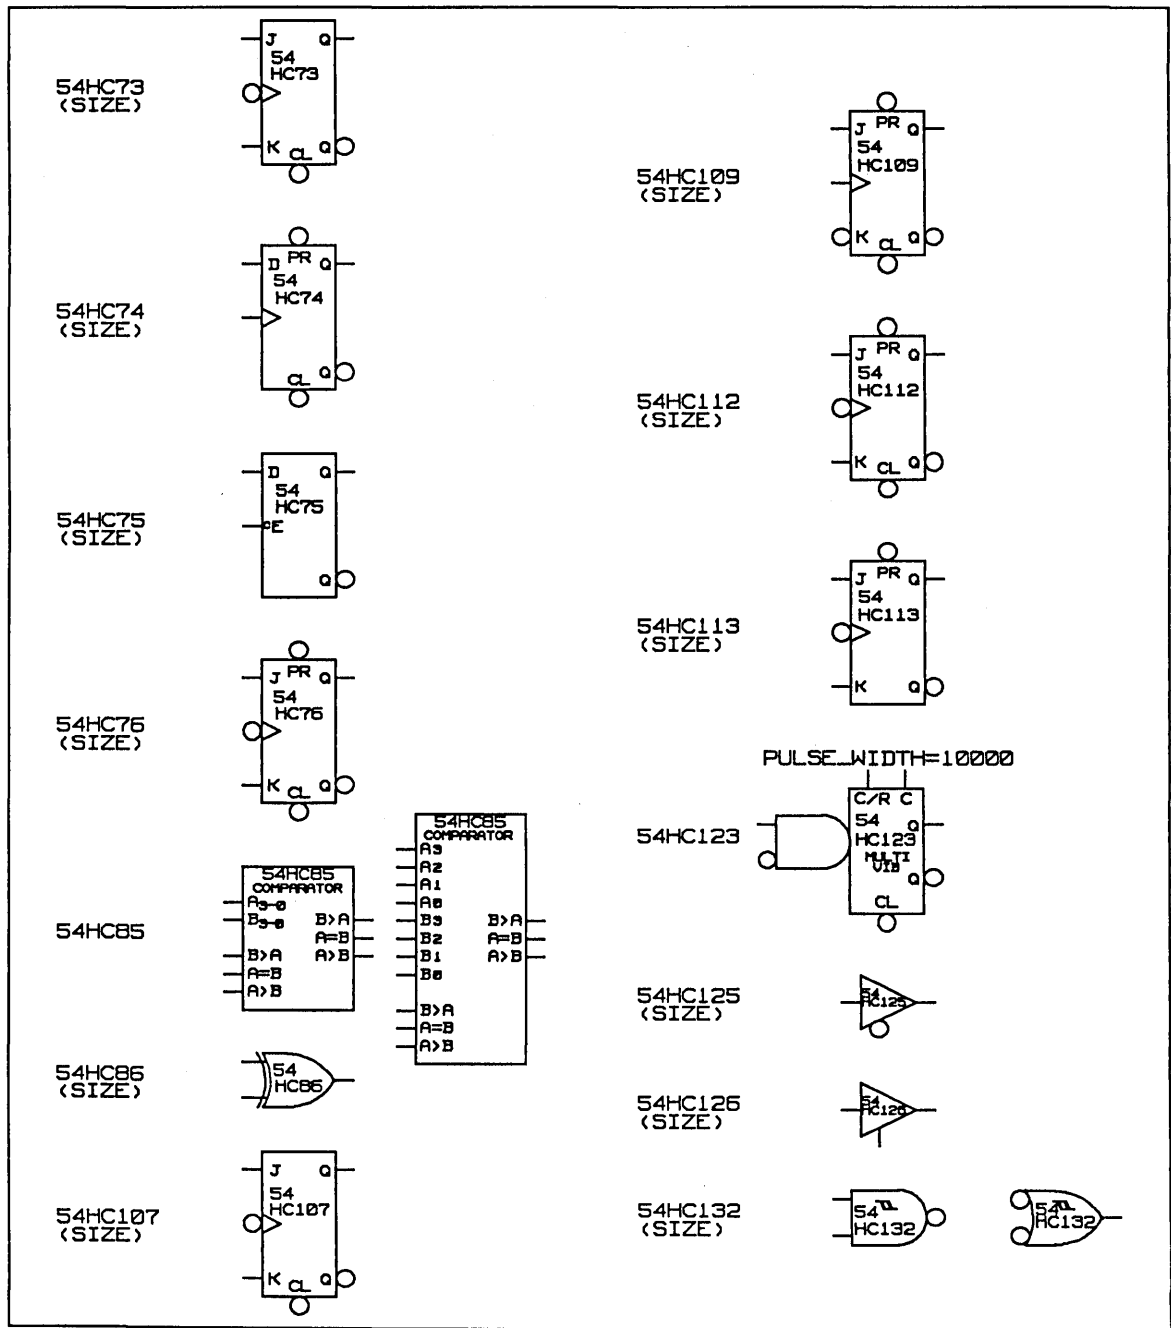 54HC73
(SIZE)
J Q
54
HC73
K CL Q
54HC74
(SIZE)
PR
D Q
54
HC74
CL Q
54HC75
(SIZE)
D Q
54
HC75
E
Q
54HC76
(SIZE)
PR
J Q
54
HC76
K CL Q
54HC85
54HC85
COMPARATOR
A3-0
B3-0 B>A
A=B
B>A A>B
A=B
A>B
54HC85
COMPARATOR
A3
A2
A1
A0
B3 B>A
B2 A=B
B1 A>B
B0
B>A
A=B
A>B
54HC86
(SIZE)
54
HC86
54HC107
(SIZE)
J Q
54
HC107
K CL Q
54HC109
(SIZE)
PR
J Q
54
HC109
K CL Q
54HC112
(SIZE)
PR
J Q
54
HC112
K CL Q
54HC113
(SIZE)
PR
J Q
54
HC113
K Q
PULSE_WIDTH=10000
54HC123
C/R C
54 Q
HC123
MULTI
VIB
Q
CL
54HC125
(SIZE)
54
HC125
54HC126
(SIZE)
54
HC126
54HC132
(SIZE)
54
HC132
54
HC132